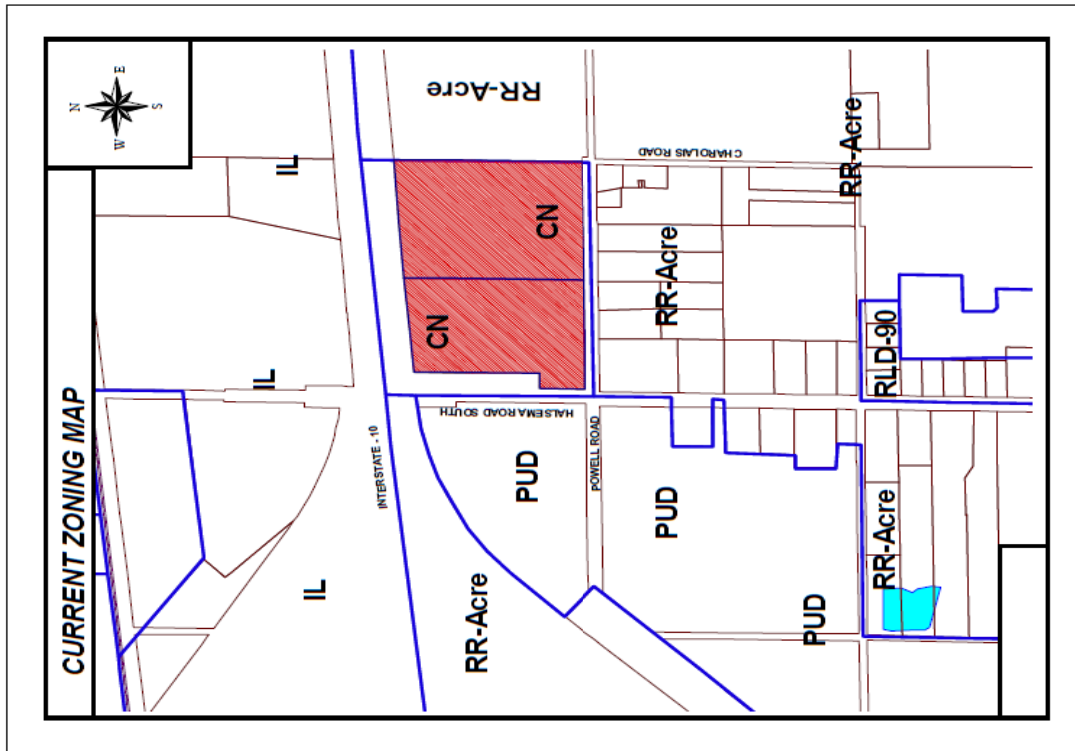 CURRENT ZONING MAP
N
E
S
W
IL
RR-Acre
IL
CN
CHAROLAIS ROAD
RR-Acre
CN
RR-Acre
IL
HALSEMA ROAD SOUTH
RLD-90
INTERSTATE - 10
PUD
POWELL ROAD
PUD
RR-Acre
IL
RR-Acre
PUD